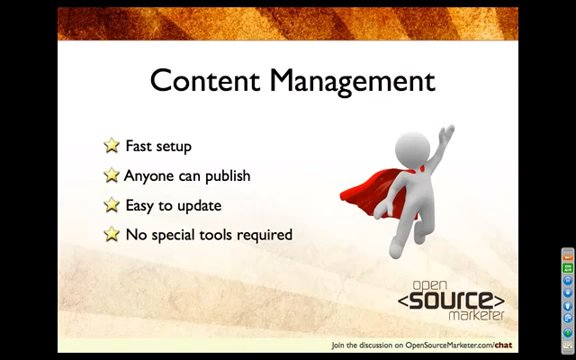 Content Management
Fast setup
Anyone can publish
Easy to update
No special tools required
open
<source>
marketer
Join the discussion on OpenSourceMarketer.com/chat